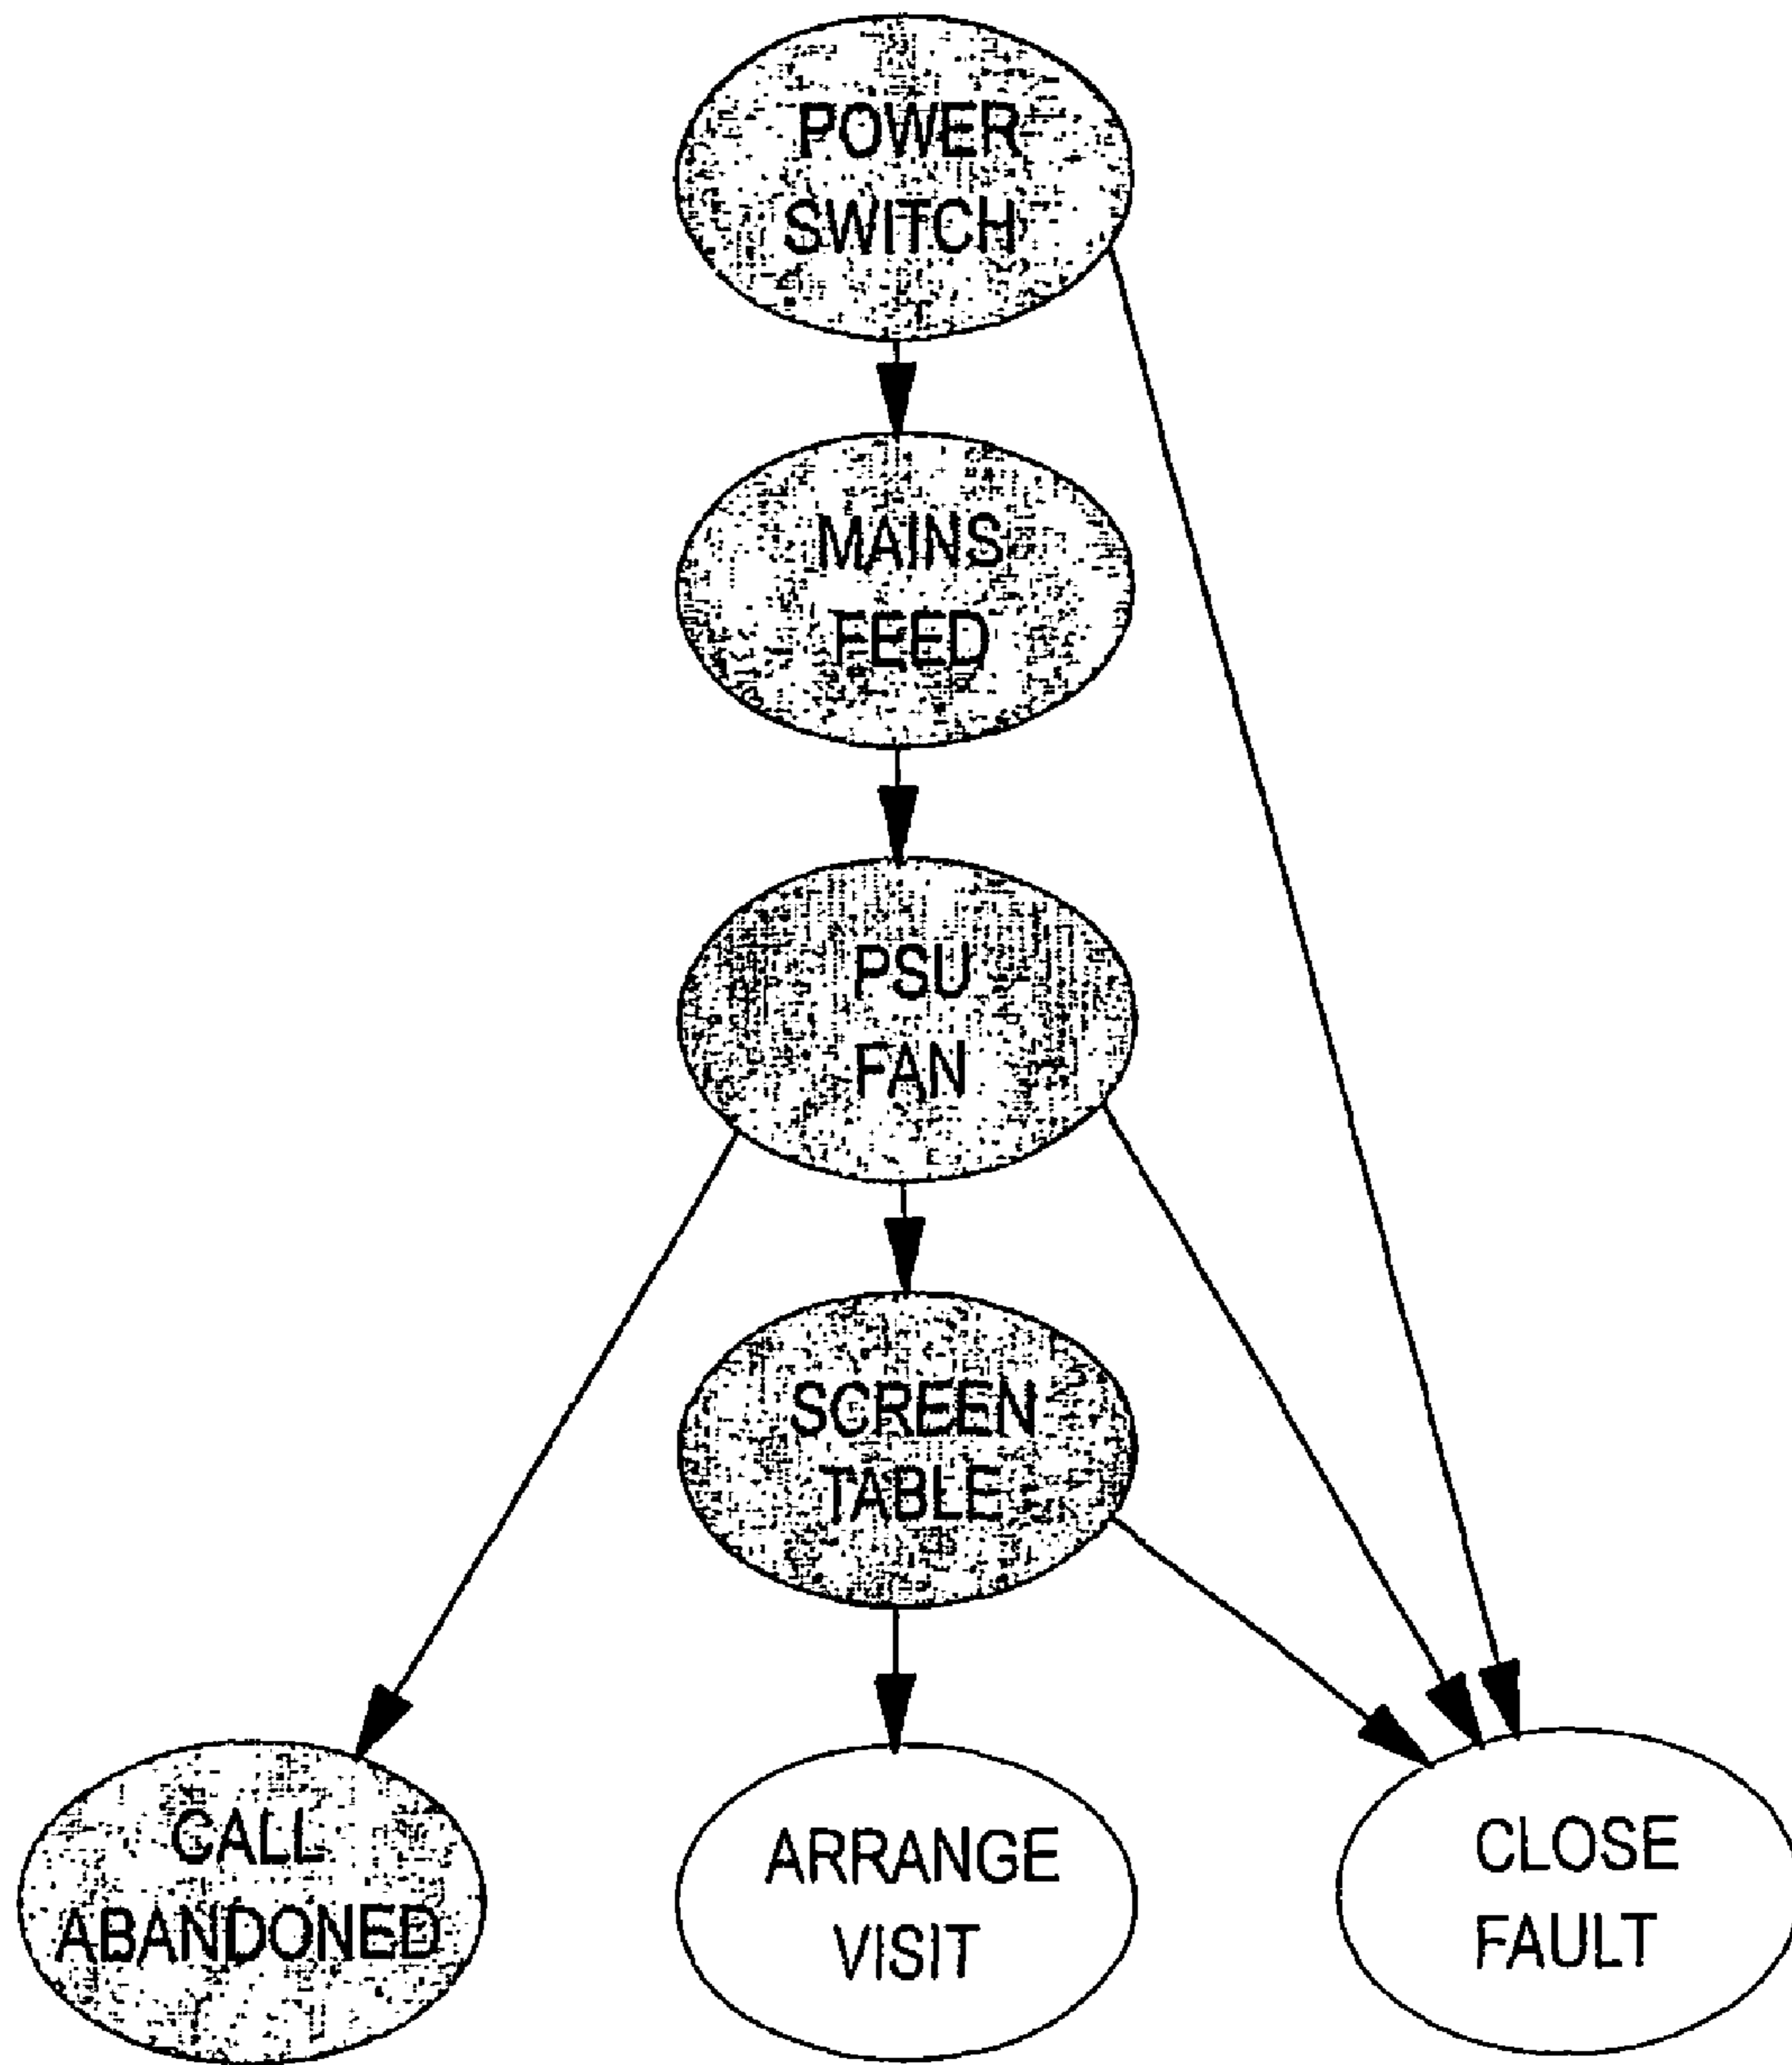 POWER
SWITCH
MAINS
FEED
PSU
FAN
SCREEN
TABLE
CALL
ABANDONED
ARRANGE
VISIT
CLOSE
FAULT